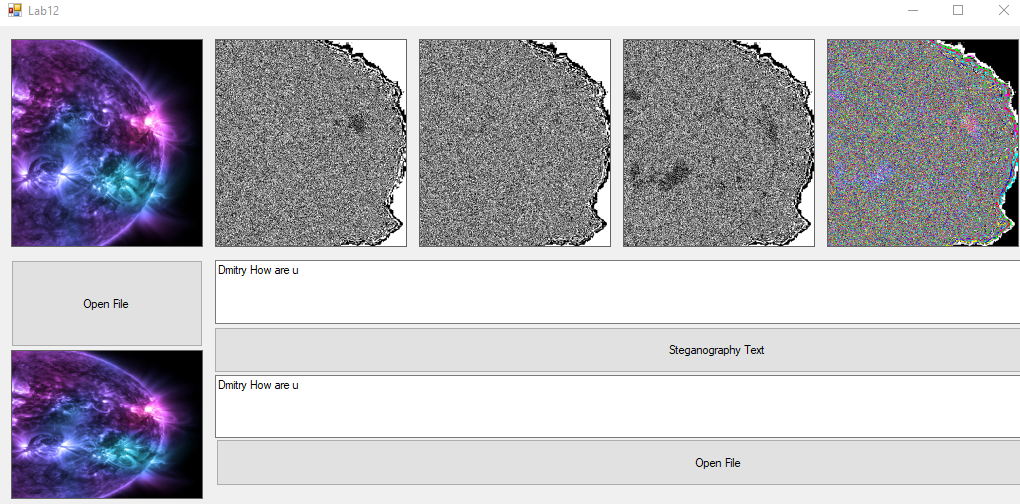 Lab12
Dmitry How are u
Open File
Steganography Text
Dmitry How are u
Open File